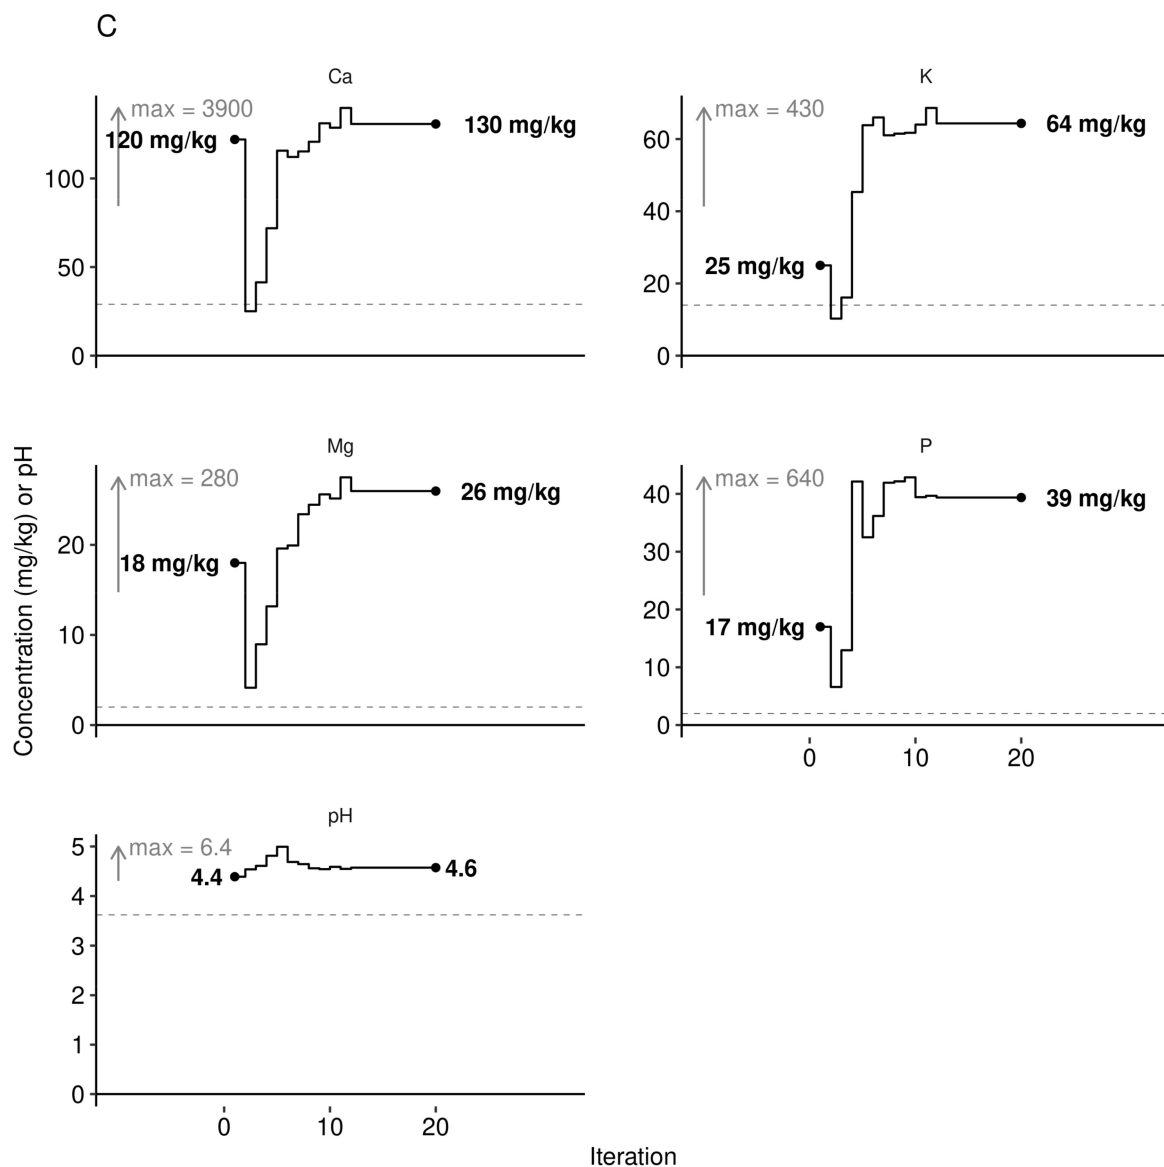 C
Ca
max = 3900
120 mg/kg
130 mg/kg
100
50
0
K
max = 430
25 mg/kg
64 mg/kg
60
40
20
0
Mg
max = 280
18 mg/kg
26 mg/kg
20
10
0
P
max = 640
17 mg/kg
39 mg/kg
40
30
20
10
0
0 10 20
pH
max = 6.4
4.4
4.6
5
4
3
2
1
0
0 10 20
Concentration (mg/kg) or pH
Iteration